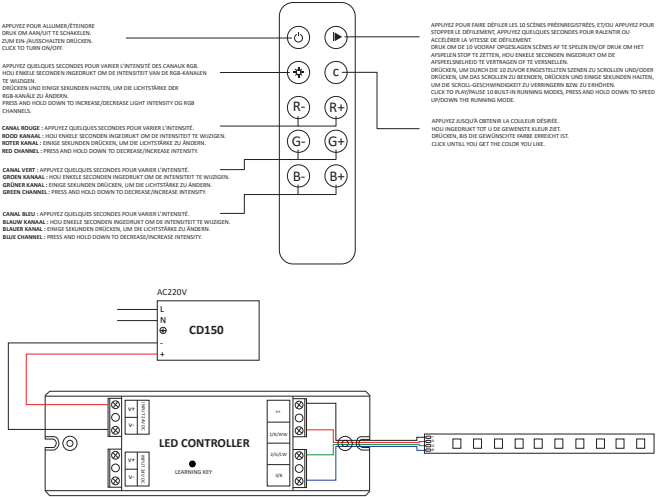 APPUYEZ POUR ALLUMER/ÉTEINDRE
DRUK OM AAN/UIT TE SCHAKELEN.
ZUM EIN-/AUSSCHALTEN DRÜCKEN.
CLICK TO TURN ON/OFF.
APPUYEZ QUELQUES SECONDES POUR VARIER L'INTENSITÉ DES CANAUX RGB.
HOU ENKELE SECONDEN INGEDRUKT OM DE INTENSITEIT VAN DE RGB-KANALEN
TE WIJZIGEN.
DRÜCKEN UND EINIGE SEKUNDEN HALTEN, UM DIE LICHTSTÄRKE DER
RGB-KANÄLE ZU ÄNDERN.
PRESS AND HOLD DOWN TO INCREASE/DECREASE LIGHT INTENSITY OG RGB
CHANNELS.
CANAL ROUGE : APPUYEZ QUELQUES SECONDES POUR VARIER L'INTENSITÉ.
ROOD KANAAL : HOU ENKELE SECONDEN INGEDRUKT OM DE INTENSITEIT TE WIJZIGEN.
ROTER KANAL : EINIGE SEKUNDEN DRÜCKEN, UM DIE LICHTSTÄRKE ZU ÄNDERN.
RED CHANNEL : PRESS AND HOLD DOWN TO DECREASE/INCREASE INTENSITY.
CANAL VERT : APPUYEZ QUELQUES SECONDES POUR VARIER L'INTENSITÉ.
GROEN KANAAL : HOU ENKELE SECONDEN INGEDRUKT OM DE INTENSITEIT TE WIJZIGEN.
GRÜNER KANAL : EINIGE SEKUNDEN DRÜCKEN, UM DIE LICHTSTÄRKE ZU ÄNDERN.
GREEN CHANNEL : PRESS AND HOLD DOWN TO DECREASE/INCREASE INTENSITY.
CANAL BLEU : APPUYEZ QUELQUES SECONDES POUR VARIER L'INTENSITÉ.
BLAUW KANAAL : HOU ENKELE SECONDEN INGEDRUKT OM DE INTENSITEIT TE WIJZIGEN.
BLAUER KANAL : EINIGE SEKUNDEN DRÜCKEN, UM DIE LICHTSTÄRKE ZU ÄNDERN.
BLUE CHANNEL : PRESS AND HOLD DOWN TO DECREASE/INCREASE INTENSITY.
C
R- R+
G- G+
B- B+
APPUYEZ POUR FAIRE DÉFILER LES 10 SCÈNES PRÉENREGISTRÉES, ET/OU APPUYEZ POUR
STOPPER LE DÉFILEMENT, APPUYEZ QUELQUES SECONDES POUR RALENTIR OU
ACCÉLÉRER LA VITESSE DE DÉFILEMENT.
DRUK OM DE 10 VOORAF OPGESLAGEN SCÈNES AF TE SPELEN EN/OF DRUK OM HET
AFSPELEN STOP TE ZETTEN, HOU ENKELE SECONDEN INGEDRUKT OM DE
AFSPEELSNELHEID TE VERTRAGEN OF TE VERSNELLEN.
DRÜCKEN, UM DURCH DIE 10 ZUVOR EINGESTELLTEN SZENEN ZU SCROLLEN UND/ODER
DRÜCKEN, UM DAS SCROLLEN ZU BEENDEN, DRÜCKEN UND EINIGE SEKUNDEN HALTEN,
UM DIE SCROLL-GESCHWINDIGKEIT ZU VERRINGERN BZW. ZU ERHÖHEN.
CLICK TO PLAY/PAUSE 10 BUILT-IN RUNNING MODES, PRESS AND HOLD DOWN TO SPEED
UP/DOWN THE RUNNING MODE.
APPUYEZ JUSQU'À OBTENIR LA COULEUR DÉSIRÉE.
HOU INGEDRUKT TOT U DE GEWENSTE KLEUR ZIET.
DRÜCKEN, BIS DIE GEWÜNSCHTE FARBE ERREICHT IST.
CLICK UNTIL YOU GET THE COLOR YOU LIKE.
AC220V
L
N
-
+
CD150
V+
V-
INPUT 24V DC
V+
V-
INPUT 24V DC
LED CONTROLLER
LEARNING KEY
1/R/WW
2/G/CW
3/B